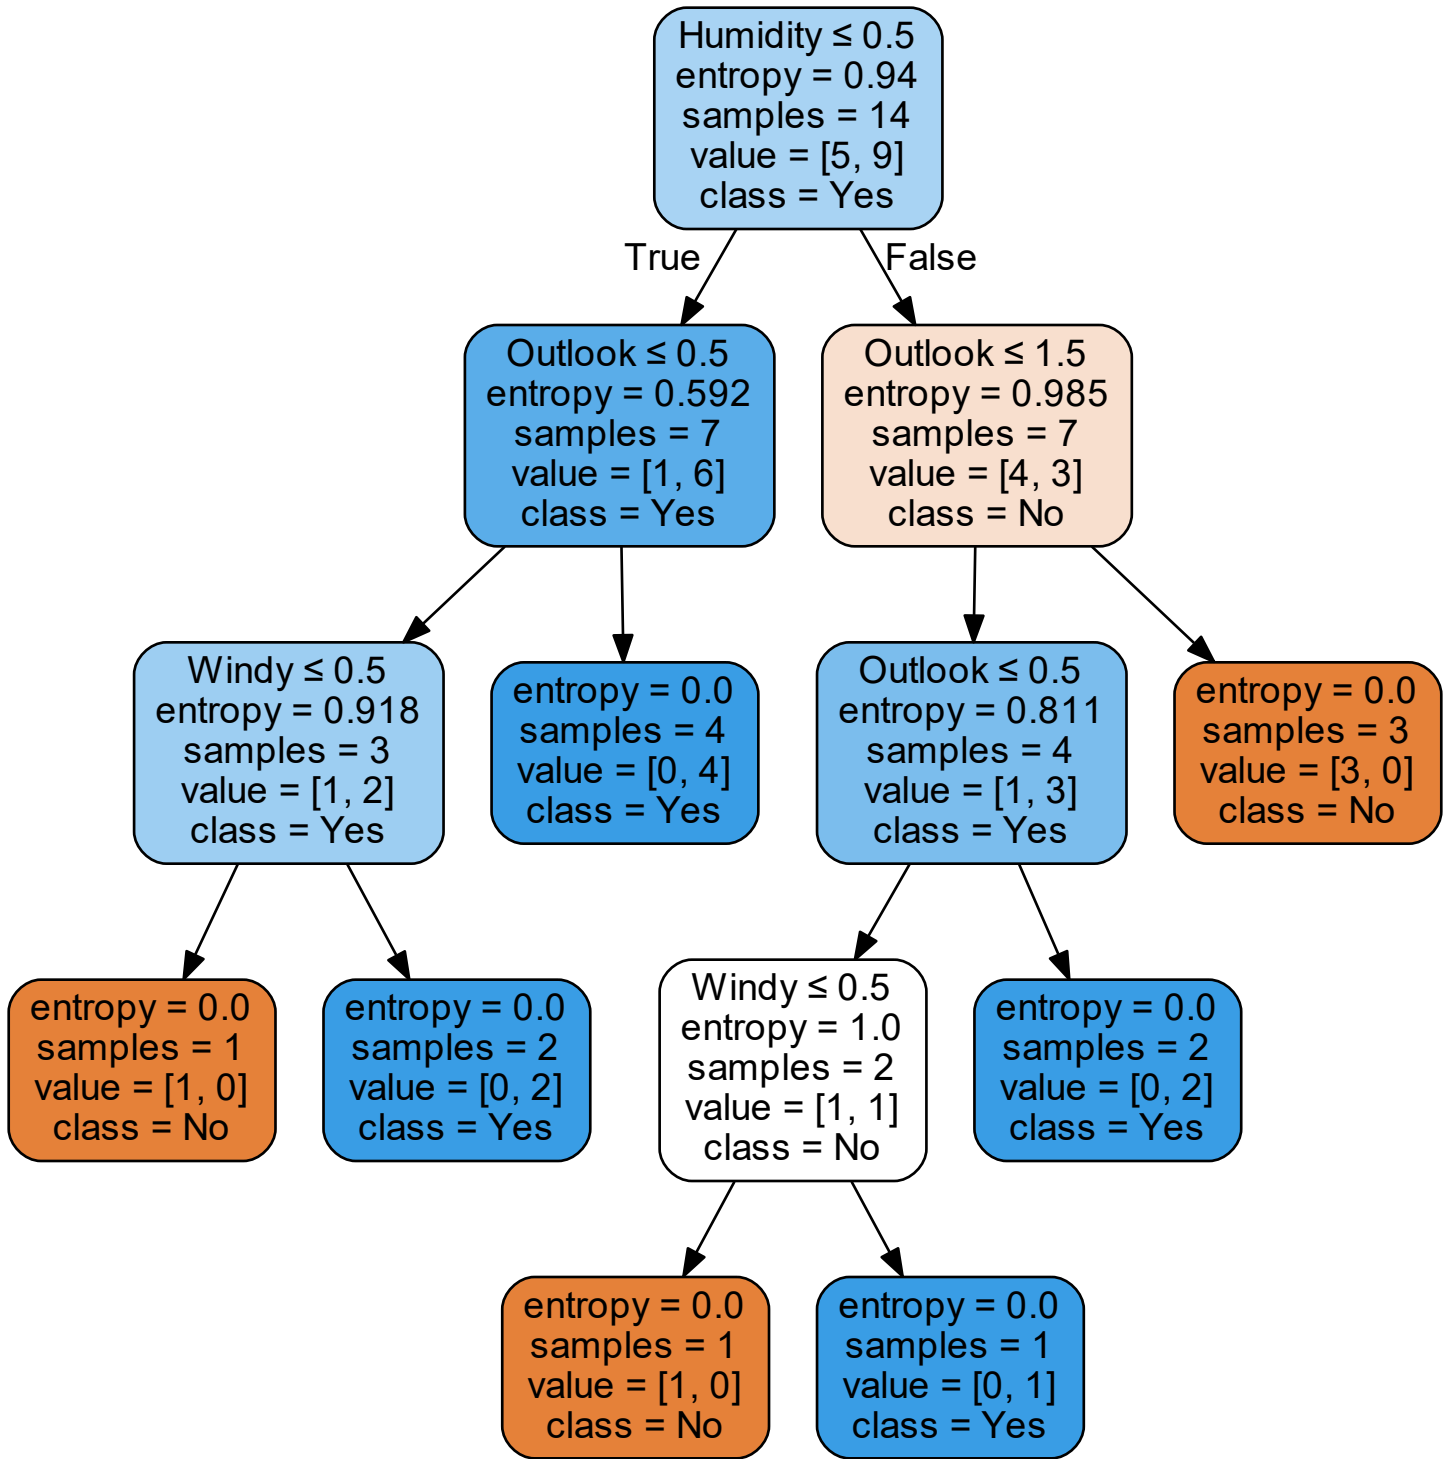 Humidity ≤ 0.5
entropy = 0.94
samples = 14
value = [5, 9]
class = Yes
True
False
Outlook ≤ 0.5
entropy = 0.592
samples = 7
value = [1, 6]
class = Yes
Outlook ≤ 1.5
entropy = 0.985
samples = 7
value = [4, 3]
class = No
Windy ≤ 0.5
entropy = 0.918
samples = 3
value = [1, 2]
class = Yes
entropy = 0.0
samples = 4
value = [0, 4]
class = Yes
Outlook ≤ 0.5
entropy = 0.811
samples = 4
value = [1, 3]
class = Yes
entropy = 0.0
samples = 3
value = [3, 0]
class = No
entropy = 0.0
samples = 1
value = [1, 0]
class = No
entropy = 0.0
samples = 2
value = [0, 2]
class = Yes
Windy ≤ 0.5
entropy = 1.0
samples = 2
value = [1, 1]
class = No
entropy = 0.0
samples = 2
value = [0, 2]
class = Yes
entropy = 0.0
samples = 1
value = [1, 0]
class = No
entropy = 0.0
samples = 1
value = [0, 1]
class = Yes